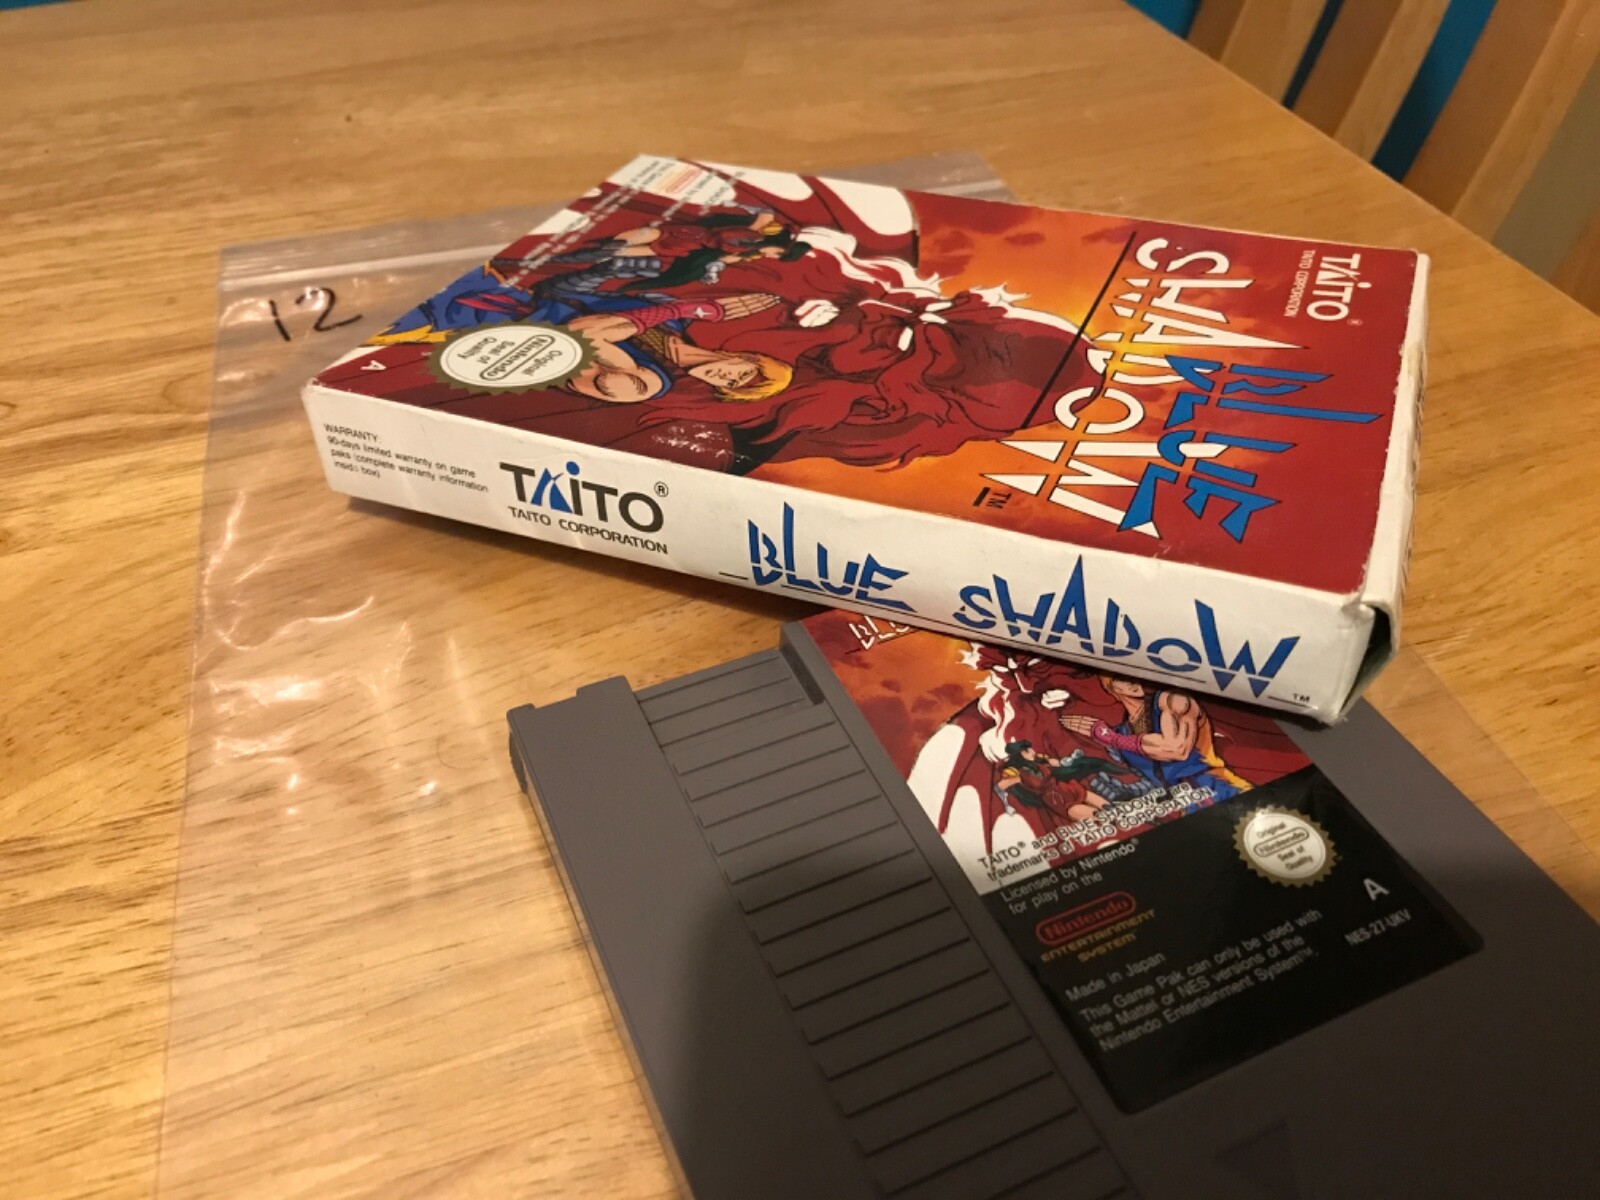 12
TAITO®
TAITO CORPORATION
BLUE
SHADOW
TM
Original
Nintendo
Seal of
Quality
A
WARRANTY:
90-days limited warranty on game
paks (complete warranty information
inside box).
TAITO®
TAITO CORPORATION
BLUE SHADOW TM
TAITO® and BLUE SHADOW™ are
trademarks of TAITO CORPORATION.
Licensed by Nintendo®
for play on the
Nintendo
ENTERTAINMENT
SYSTEM™
Original
Nintendo
Seal of
Quality
A
NES-27-UKV
Made in Japan
This Game Pak can only be used with
the Mattel or NES versions of the
Nintendo Entertainment System™.